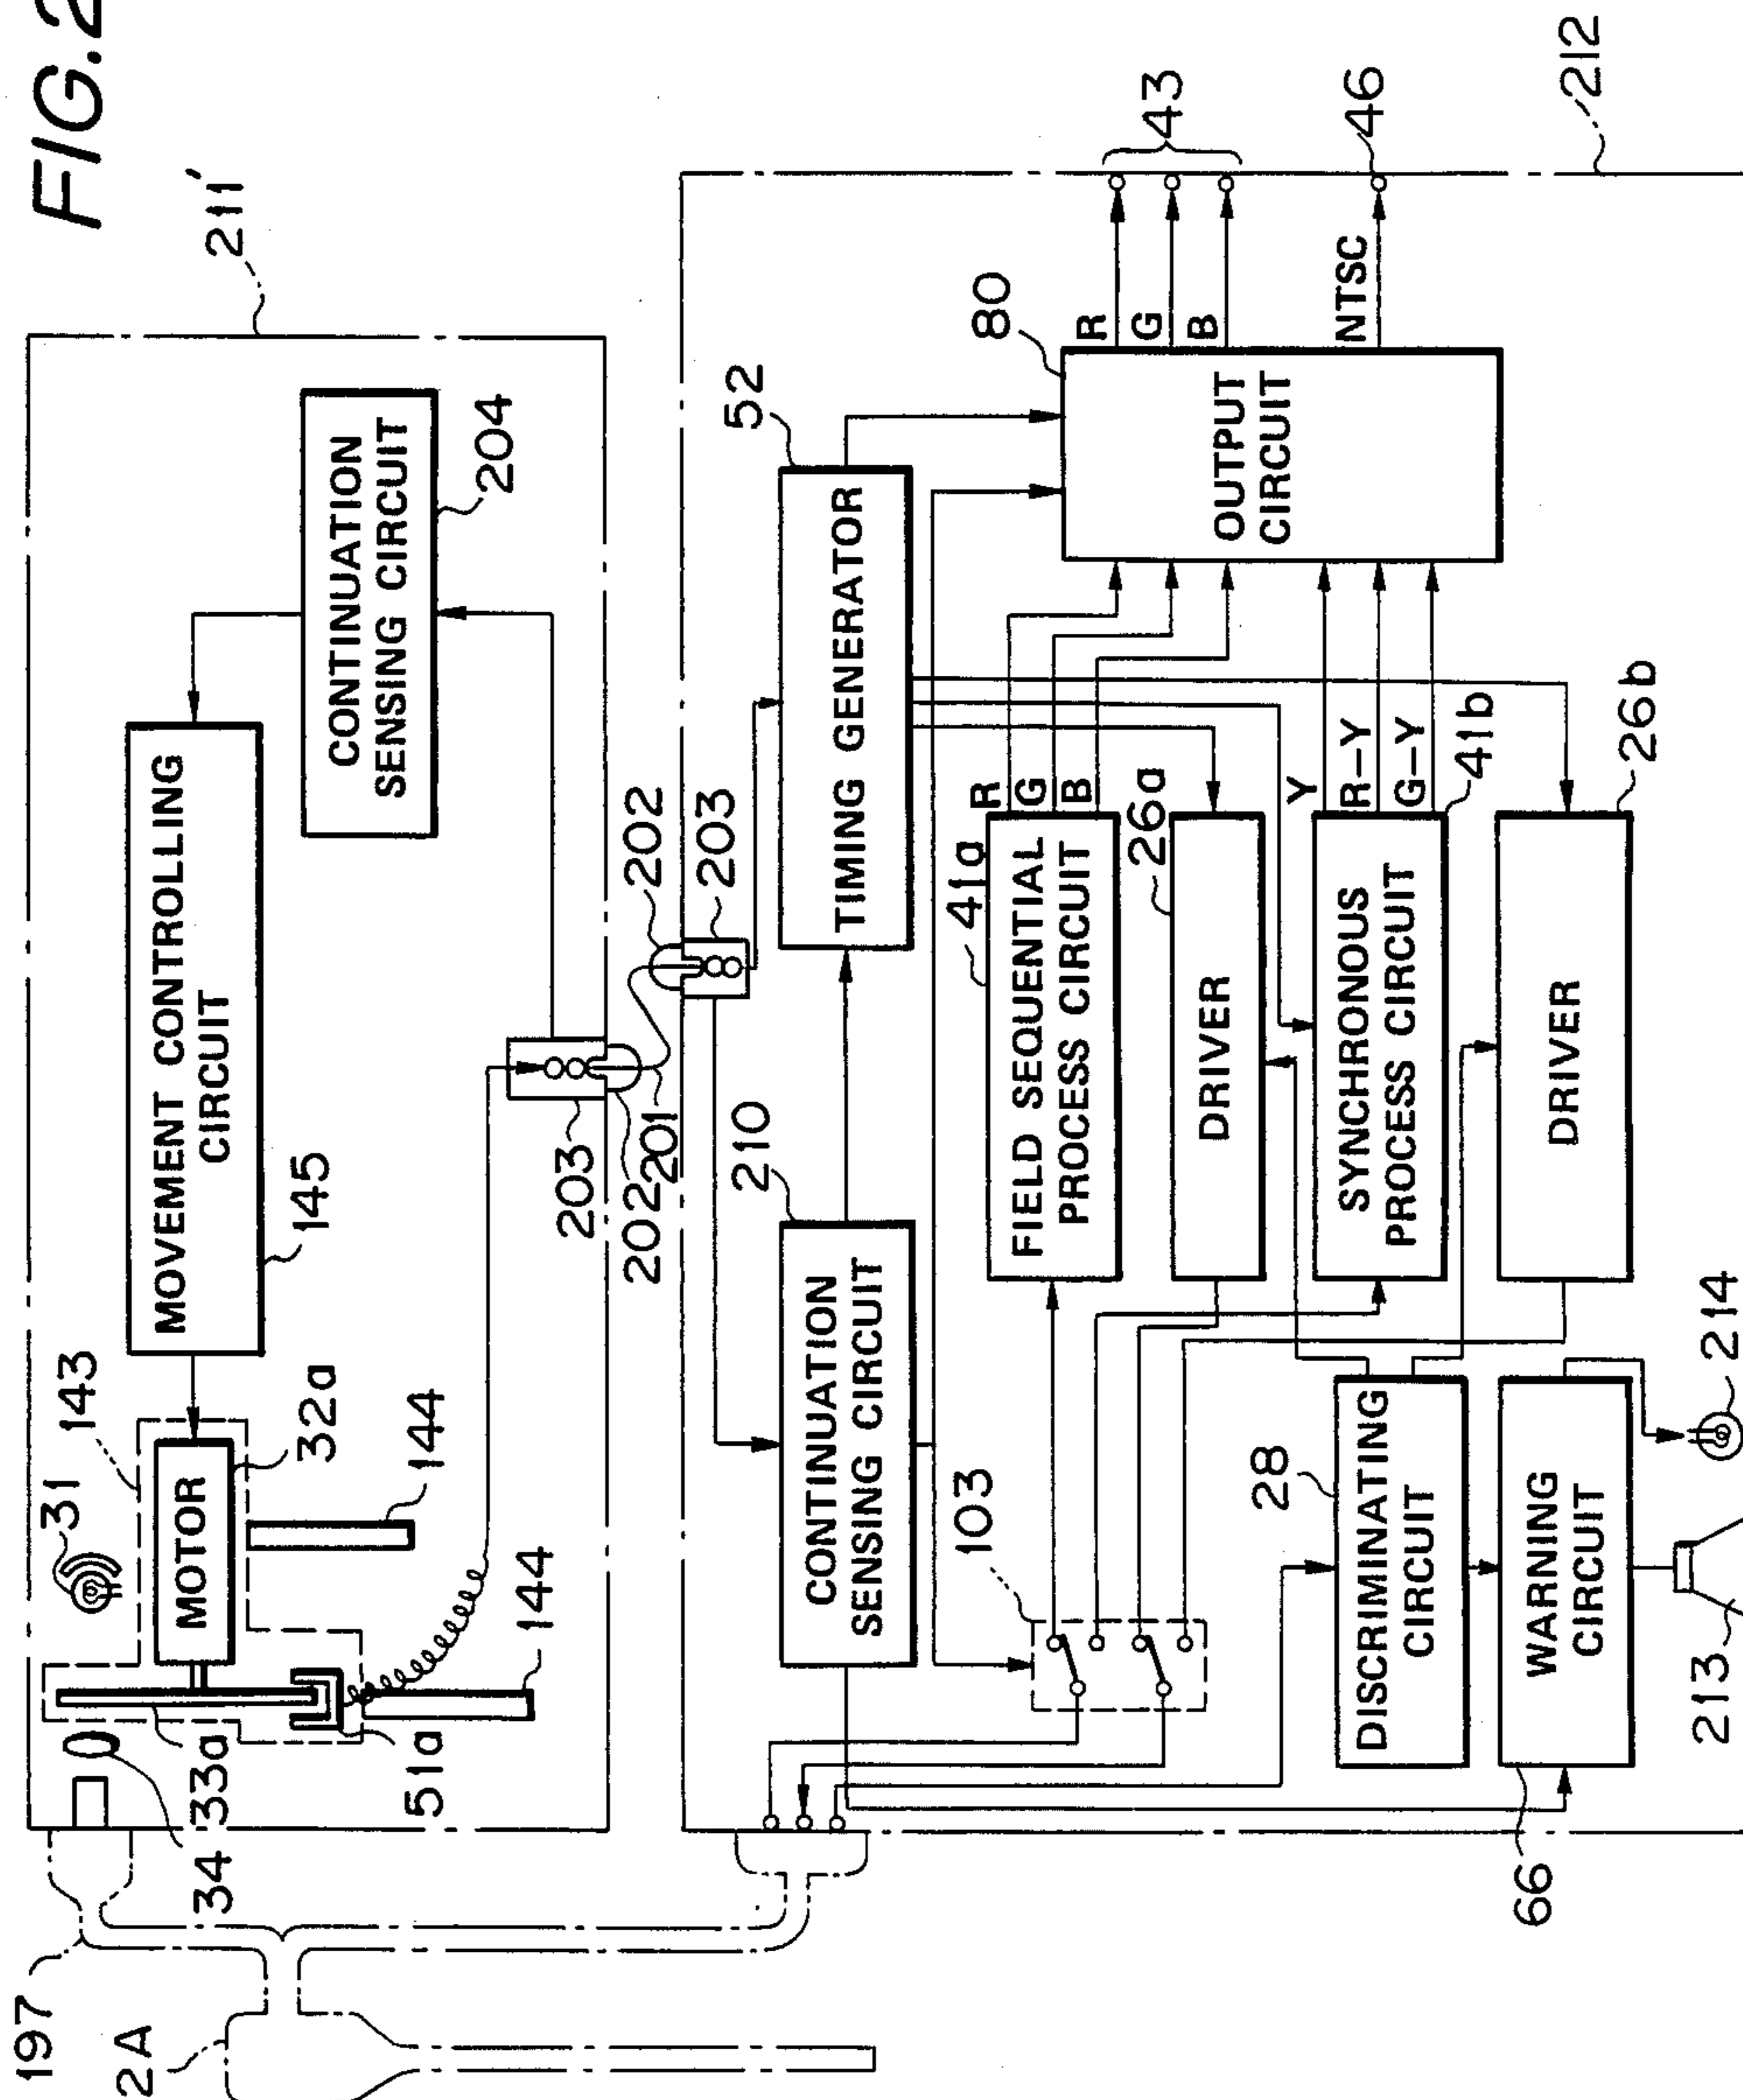 FIG.2
211'
CONTINUATION
SENSING CIRCUIT
204
MOVEMENT CONTROLLING
CIRCUIT
145
143
31
MOTOR
32a
144
144
51a
33a
34
197
2A
203
202
201
202
203
212
43
46
R
G
B
NTSC
80
OUTPUT
CIRCUIT
52
TIMING GENERATOR
210
CONTINUATION
SENSING CIRCUIT
R
G
B
41a
FIELD SEQUENTIAL
PROCESS CIRCUIT
26a
DRIVER
Y
R-Y
G-Y
41b
SYNCHRONOUS
PROCESS CIRCUIT
26b
DRIVER
103
28
DISCRIMINATING
CIRCUIT
WARNING
CIRCUIT
66
213
214